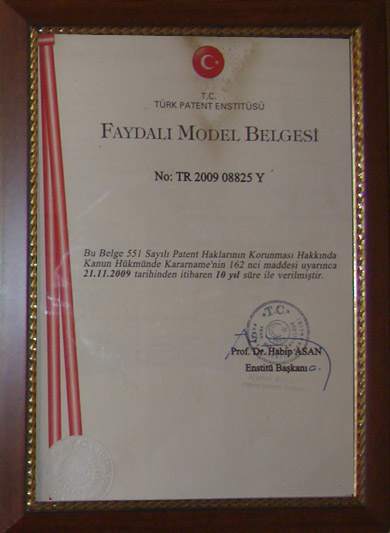 T.C.
TÜRK PATENT ENSTİTÜSÜ
FAYDALI MODEL BELGESİ
No: TR 2009 08825 Y
Bu Belge 551 Sayılı Patent Haklarının Korunması Hakkında
Kanun Hükmünde Kararname'nin 162 nci maddesi uyarınca
21.11.2009 tarihinden itibaren 10 yıl süre ile verilmiştir.
T.C.
Prof. Dr. Habip ASAN
Enstitü Başkanı